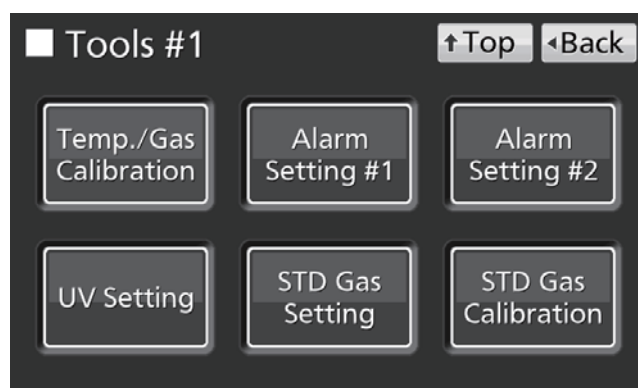 Tools #1
↑Top
◂Back
Temp./Gas
Calibration
Alarm
Setting #1
Alarm
Setting #2
UV Setting
STD Gas
Setting
STD Gas
Calibration